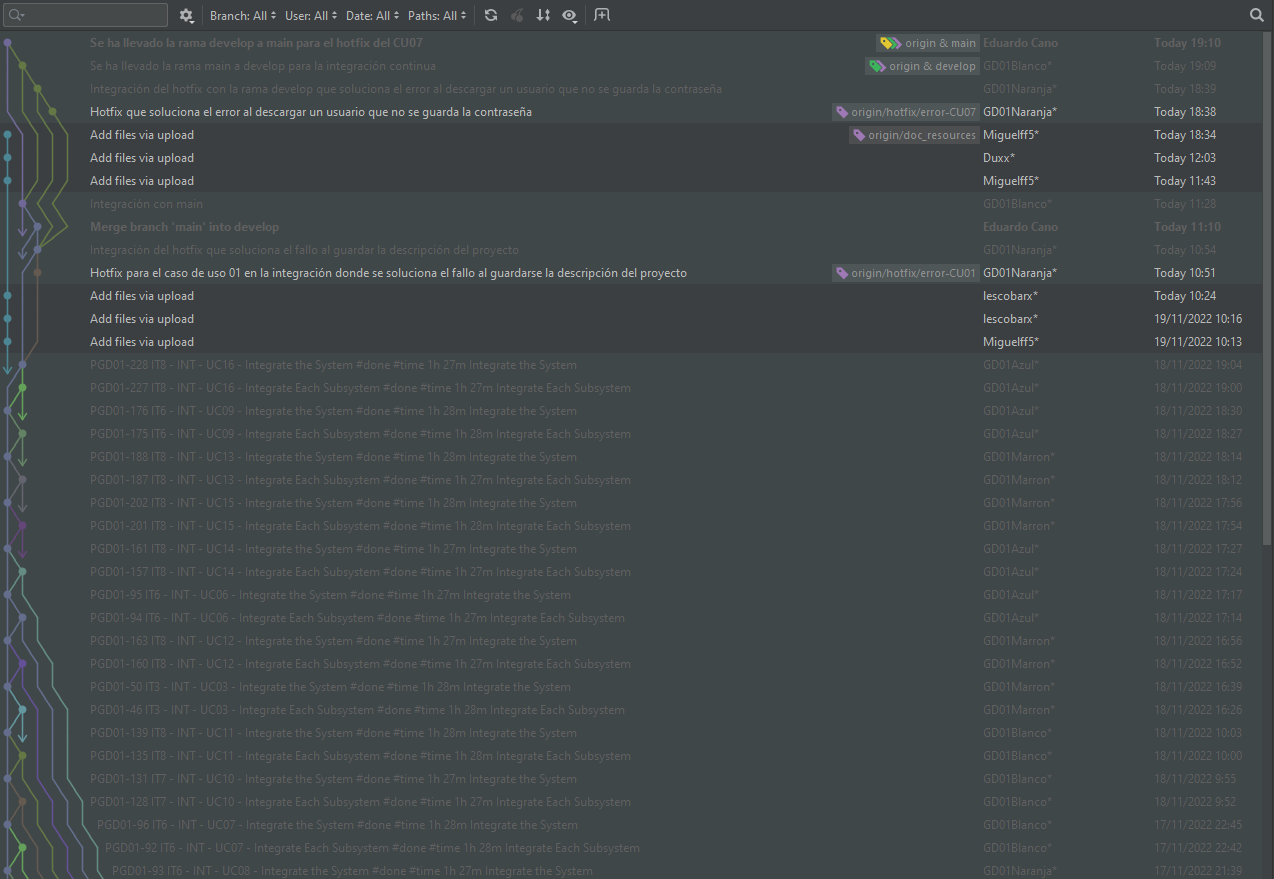 Branch: All User: All Date: All Paths: All
Se ha llevado la rama develop a main para el hotfix del CU07 origin & main Eduardo Cano Today 19:10
Se ha llevado la rama main a develop para la integración continua origin & develop GD01Blanco* Today 19:09
Integración del hotfix con la rama develop que soluciona el error al descargar un usuario que no se guarda la contraseña GD01Naranja* Today 18:39
Hotfix que soluciona el error al descargar un usuario que no se guarda la contraseña origin/hotfix/error-CU07 GD01Naranja* Today 18:38
Add files via upload origin/doc_resources Miguelff5* Today 18:34
Add files via upload Duxx* Today 12:03
Add files via upload Miguelff5* Today 11:43
Integración con main GD01Blanco* Today 11:28
Merge branch 'main' into develop Eduardo Cano Today 11:10
Integración del hotfix que soluciona el fallo al guardar la descripción del proyecto GD01Naranja* Today 10:54
Hotfix para el caso de uso 01 en la integración donde se soluciona el fallo al guardarse la descripción del proyecto origin/hotfix/error-CU01 GD01Naranja* Today 10:51
Add files via upload lescobarx* Today 10:24
Add files via upload lescobarx* 19/11/2022 10:16
Add files via upload Miguelff5* 19/11/2022 10:13
PGD01-228 IT8 - INT - UC16 - Integrate the System #done #time 1h 27m Integrate the System GD01Azul* 18/11/2022 19:04
PGD01-227 IT8 - INT - UC16 - Integrate Each Subsystem #done #time 1h 27m Integrate Each Subsystem GD01Azul* 18/11/2022 19:00
PGD01-176 IT6 - INT - UC09 - Integrate the System #done #time 1h 28m Integrate the System GD01Azul* 18/11/2022 18:30
PGD01-175 IT6 - INT - UC09 - Integrate Each Subsystem #done #time 1h 28m Integrate Each Subsystem GD01Azul* 18/11/2022 18:27
PGD01-188 IT8 - INT - UC13 - Integrate the System #done #time 1h 28m Integrate the System GD01Marron* 18/11/2022 18:14
PGD01-187 IT8 - INT - UC13 - Integrate Each Subsystem #done #time 1h 28m Integrate Each Subsystem GD01Marron* 18/11/2022 18:12
PGD01-202 IT8 - INT - UC15 - Integrate the System #done #time 1h 28m Integrate the System GD01Marron* 18/11/2022 17:56
PGD01-201 IT8 - INT - UC15 - Integrate Each Subsystem #done #time 1h 28m Integrate Each Subsystem GD01Marron* 18/11/2022 17:54
PGD01-161 IT8 - INT - UC14 - Integrate the System #done #time 1h 27m Integrate the System GD01Azul* 18/11/2022 17:27
PGD01-157 IT8 - INT - UC14 - Integrate Each Subsystem #done #time 1h 27m Integrate Each Subsystem GD01Azul* 18/11/2022 17:24
PGD01-95 IT6 - INT - UC06 - Integrate the System #done #time 1h 27m Integrate the System GD01Azul* 18/11/2022 17:17
PGD01-94 IT6 - INT - UC06 - Integrate Each Subsystem #done #time 1h 27m Integrate Each Subsystem GD01Azul* 18/11/2022 17:14
PGD01-163 IT8 - INT - UC12 - Integrate the System #done #time 1h 27m Integrate the System GD01Marron* 18/11/2022 16:56
PGD01-160 IT8 - INT - UC12 - Integrate Each Subsystem #done #time 1h 27m Integrate Each Subsystem GD01Marron* 18/11/2022 16:52
PGD01-50 IT3 - INT - UC03 - Integrate the System #done #time 1h 28m Integrate the System GD01Marron* 18/11/2022 16:39
PGD01-46 IT3 - INT - UC03 - Integrate Each Subsystem #done #time 1h 28m Integrate Each Subsystem GD01Marron* 18/11/2022 16:26
PGD01-139 IT8 - INT - UC11 - Integrate the System #done #time 1h 28m Integrate the System GD01Blanco* 18/11/2022 10:03
PGD01-135 IT8 - INT - UC11 - Integrate Each Subsystem #done #time 1h 28m Integrate Each Subsystem GD01Blanco* 18/11/2022 10:00
PGD01-131 IT7 - INT - UC10 - Integrate the System #done #time 1h 27m Integrate the System GD01Blanco* 18/11/2022 9:55
PGD01-128 IT7 - INT - UC10 - Integrate Each Subsystem #done #time 1h 27m Integrate Each Subsystem GD01Blanco* 18/11/2022 9:52
PGD01-96 IT6 - INT - UC07 - Integrate the System #done #time 1h 28m Integrate the System GD01Blanco* 17/11/2022 22:45
PGD01-92 IT6 - INT - UC07 - Integrate Each Subsystem #done #time 1h 28m Integrate Each Subsystem GD01Blanco* 17/11/2022 22:42
PGD01-93 IT6 - INT - UC08 - Integrate the System #done #time 1h 27m Integrate the System GD01Naranja* 17/11/2022 21:39